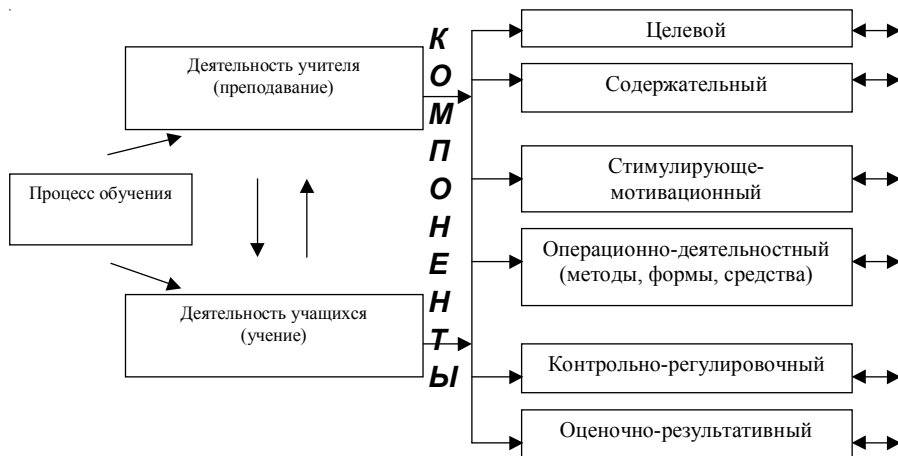 Процесс обучения
Деятельность учителя
(преподавание)
Деятельность учащихся
(учение)
КОМПОНЕНТЫ
Целевой
Содержательный
Стимулирующе-
мотивационный
Операционно-деятельностный
(методы, формы, средства)
Контрольно-регулировочный
Оценочно-результативный